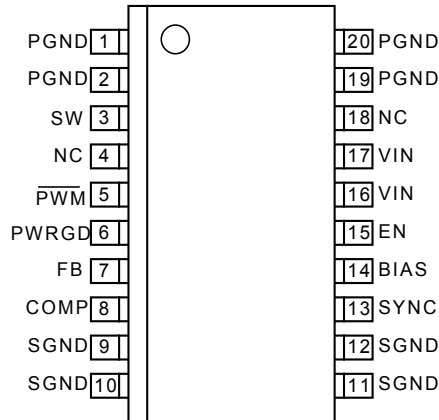 PGND 1 20 PGND
PGND 2 19 PGND
SW 3 18 NC
NC 4 17 VIN
PWM 5 16 VIN
PWRGD 6 15 EN
FB 7 14 BIAS
COMP 8 13 SYNC
SGND 9 12 SGND
SGND 10 11 SGND